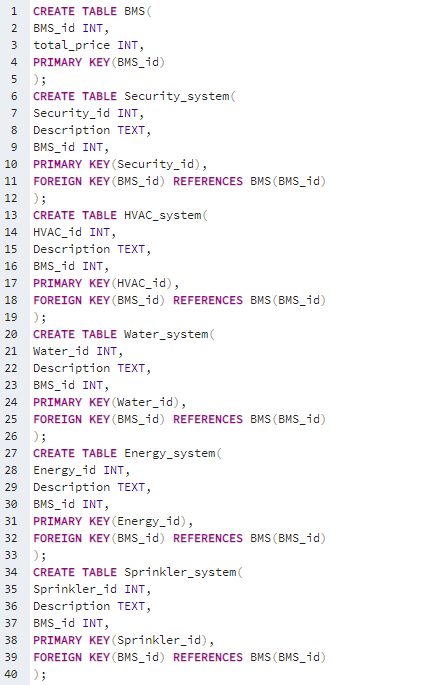 1 CREATE TABLE BMS(
2 BMS_id INT,
3 total_price INT,
4 PRIMARY KEY(BMS_id)
5 );
6 CREATE TABLE Security_system(
7 Security_id INT,
8 Description TEXT,
9 BMS_id INT,
10 PRIMARY KEY(Security_id),
11 FOREIGN KEY(BMS_id) REFERENCES BMS(BMS_id)
12 );
13 CREATE TABLE HVAC_system(
14 HVAC_id INT,
15 Description TEXT,
16 BMS_id INT,
17 PRIMARY KEY(HVAC_id),
18 FOREIGN KEY(BMS_id) REFERENCES BMS(BMS_id)
19 );
20 CREATE TABLE Water_system(
21 Water_id INT,
22 Description TEXT,
23 BMS_id INT,
24 PRIMARY KEY(Water_id),
25 FOREIGN KEY(BMS_id) REFERENCES BMS(BMS_id)
26 );
27 CREATE TABLE Energy_system(
28 Energy_id INT,
29 Description TEXT,
30 BMS_id INT,
31 PRIMARY KEY(Energy_id),
32 FOREIGN KEY(BMS_id) REFERENCES BMS(BMS_id)
33 );
34 CREATE TABLE Sprinkler_system(
35 Sprinkler_id INT,
36 Description TEXT,
37 BMS_id INT,
38 PRIMARY KEY(Sprinkler_id),
39 FOREIGN KEY(BMS_id) REFERENCES BMS(BMS_id)
40 );